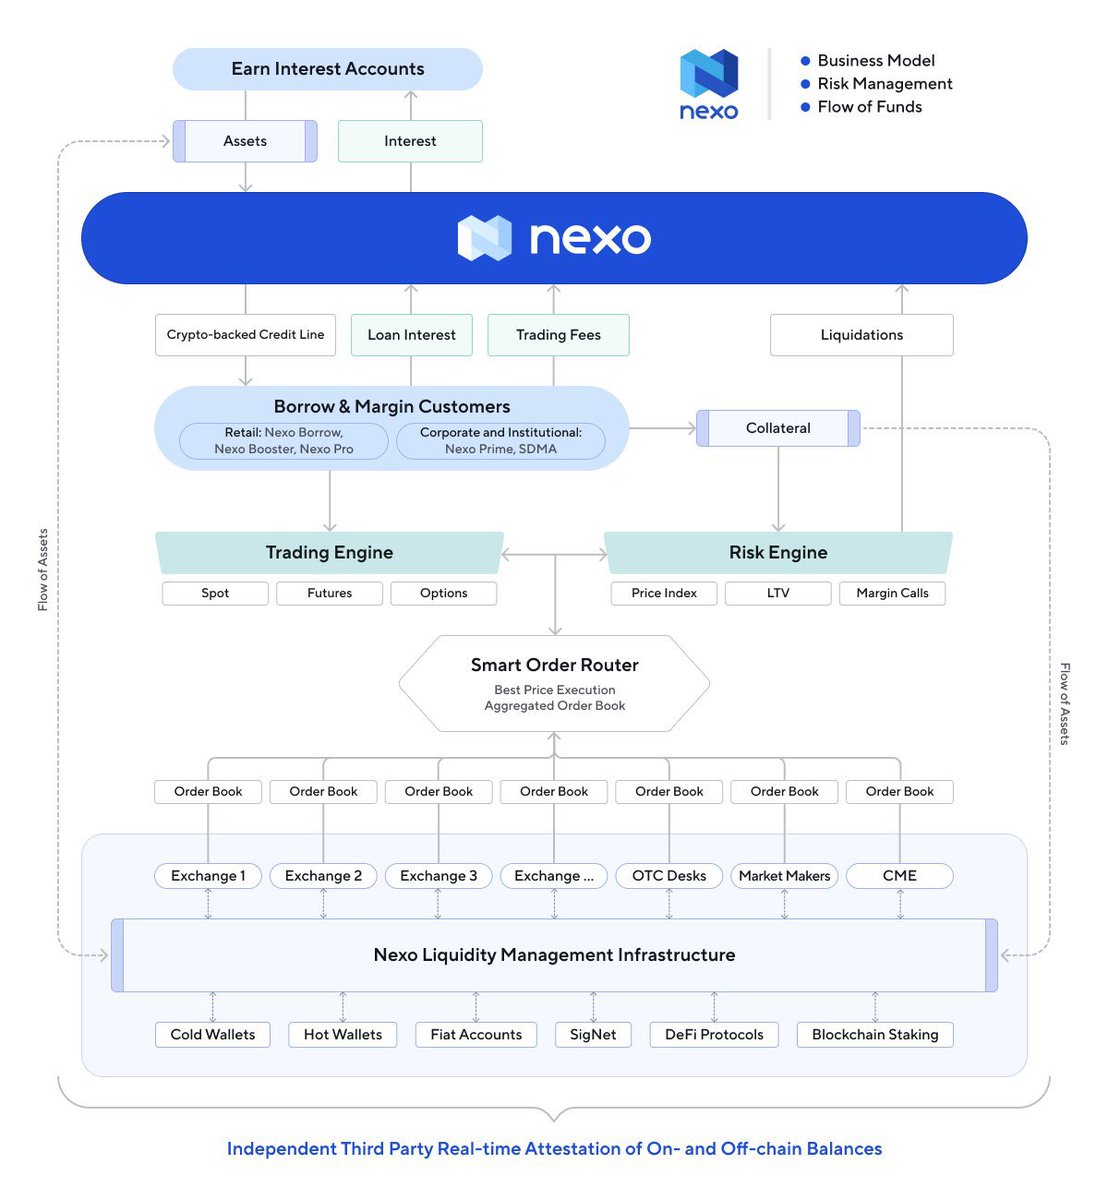 Earn Interest Accounts
nexo
Business Model
Risk Management
Flow of Funds
Assets
Interest
nexo
Crypto-backed Credit Line
Loan Interest
Trading Fees
Liquidations
Borrow & Margin Customers
Retail: Nexo Borrow,
Nexo Booster, Nexo Pro
Corporate and Institutional:
Nexo Prime, SDMA
Collateral
Flow of Assets
Trading Engine
Risk Engine
Spot
Futures
Options
Price Index
LTV
Margin Calls
Smart Order Router
Best Price Execution
Aggregated Order Book
Flow of Assets
Order Book
Order Book
Order Book
Order Book
Order Book
Order Book
Order Book
Exchange 1
Exchange 2
Exchange 3
Exchange ...
OTC Desks
Market Makers
CME
Nexo Liquidity Management Infrastructure
Cold Wallets
Hot Wallets
Fiat Accounts
SigNet
DeFi Protocols
Blockchain Staking
Independent Third Party Real-time Attestation of On- and Off-chain Balances